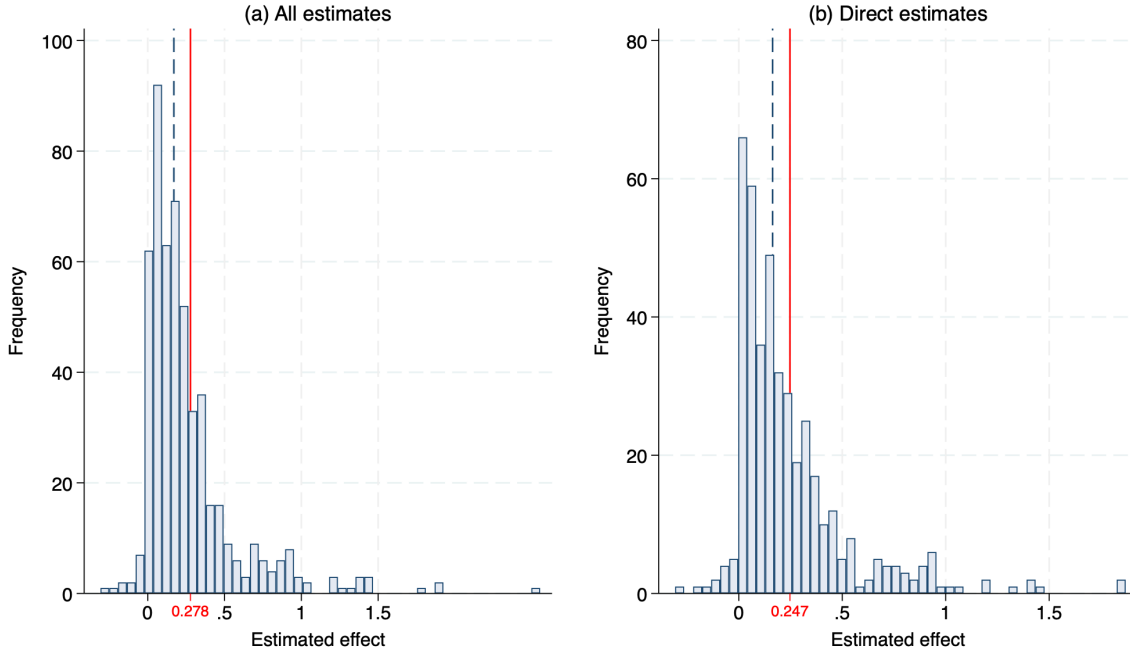 (a) All estimates
Frequency
100
80
60
40
20
0
0 0.278 .5 1 1.5
Estimated effect
(b) Direct estimates
Frequency
80
60
40
20
0
0 0.247 .5 1 1.5
Estimated effect